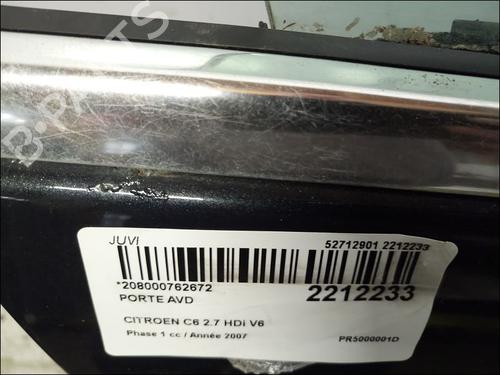 B-PARTS
JUVI
52712901 2212233
*208000762672
2212233
PORTE AVD
CITROEN C6 2.7 HDi V6
Phase 1 cc / Année 2007
PR5000001D